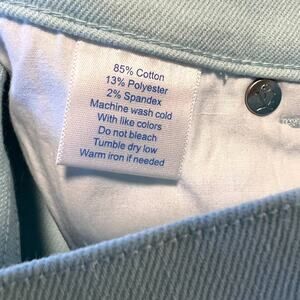 85% Cotton
13% Polyester
2% Spandex
Machine wash cold
With like colors
Do not bleach
Tumble dry low
Warm iron if needed